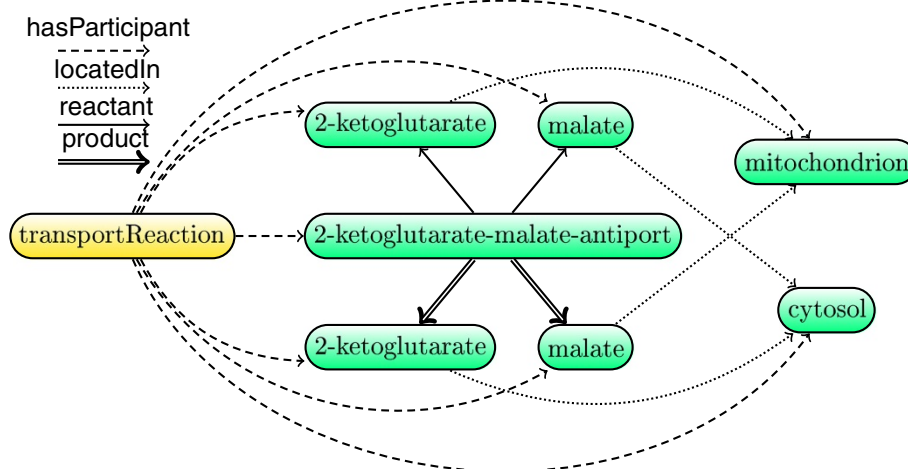 hasParticipant
locatedIn
reactant
product
2-ketoglutarate
malate
mitochondrion
transportReaction
2-ketoglutarate-malate-antiport
cytosol
2-ketoglutarate
malate